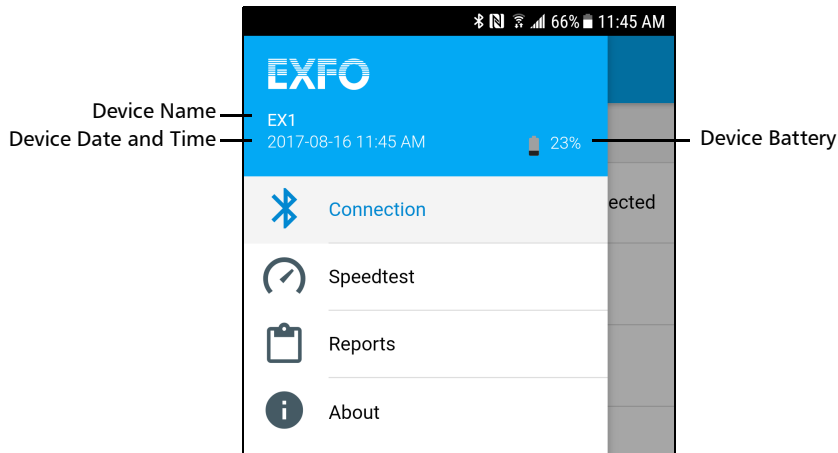 66% 11:45 AM
EXFO
Device Name
EX1
Device Date and Time
2017-08-16 11:45 AM
23%
Device Battery
Connection
ected
Speedtest
Reports
About